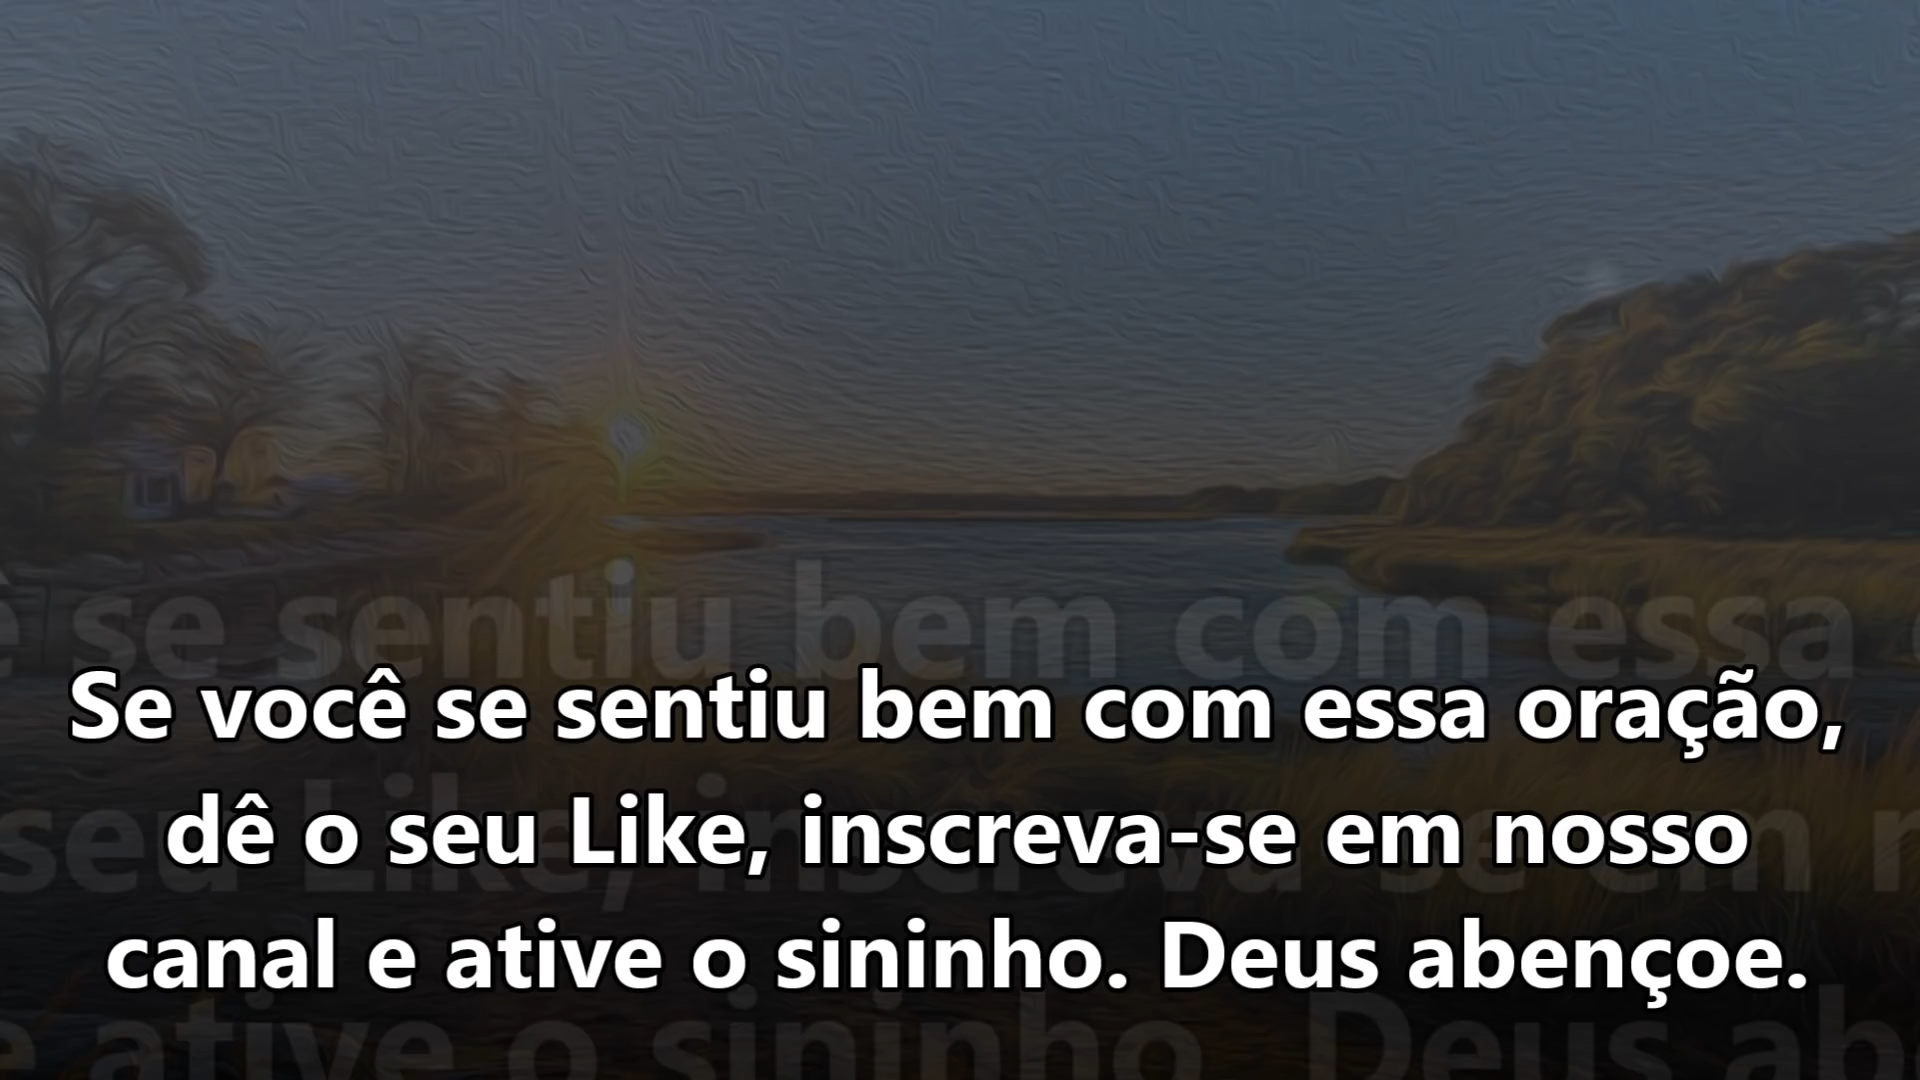 Se você se sentiu bem com essa oração,
dê o seu Like, inscreva-se em nosso
canal e ative o sininho. Deus abençoe.